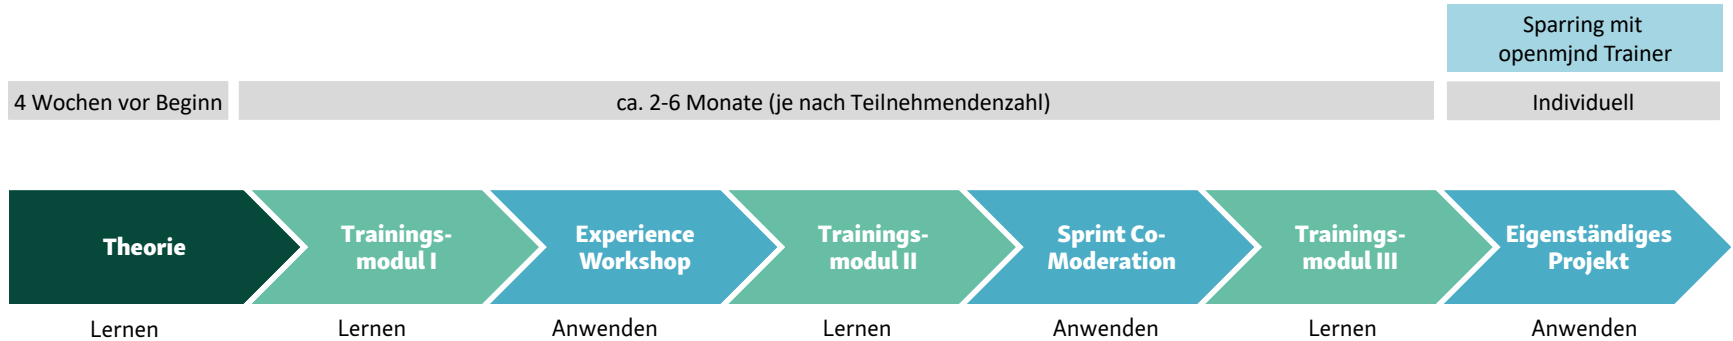 Sparring mit
openmjnd Trainer
4 Wochen vor Beginn
ca. 2-6 Monate (je nach Teilnehmendenzahl)
Individuell
Theorie
Trainings-
modul I
Experience
Workshop
Trainings-
modul II
Sprint Co-
Moderation
Trainings-
modul III
Eigenständiges
Projekt
Lernen
Lernen
Anwenden
Lernen
Anwenden
Lernen
Anwenden